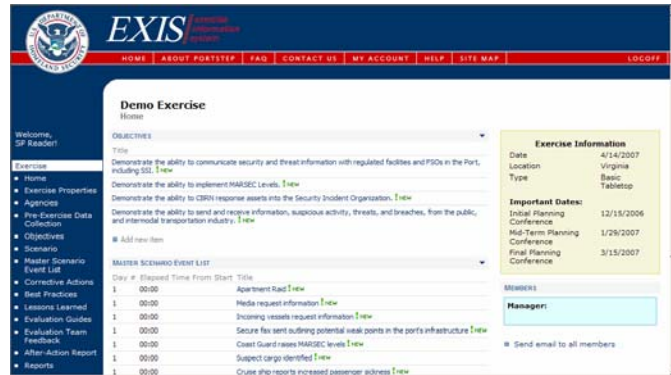 U.S. DEPARTMENT OF HOMELAND SECURITY
EXIS exercise information system
HOME ABOUT PORTSTEP FAQ CONTACT US MY ACCOUNT HELP SITE MAP LOGOFF
Welcome,
SP Reader!
Exercise
Home
Exercise Properties
Agencies
Pre-Exercise Data
Collection
Objectives
Scenario
Master Scenario
Event List
Corrective Actions
Best Practices
Lessons Learned
Evaluation Guides
Evaluation Team
Feedback
After-Action Report
Reports
Demo Exercise
Home
OBJECTIVES
Title
Demonstrate the ability to communicate security and threat information with regulated facilities and FSOs in the Port,
including SSI. ! NEW
Demonstrate the ability to implement MARSEC Levels. ! NEW
Demonstrate the ability to CBRN response assets into the Security Incident Organization. ! NEW
Demonstrate the ability to send and receive information, suspicious activity, threats, and breaches, from the public,
and intermodal transportation industry. ! NEW
Add new item
MASTER SCENARIO EVENT LIST
Day # Elapsed Time From Start Title
1 00:00 Apartment Raid ! NEW
1 00:00 Media request information ! NEW
1 00:00 Incoming vessels request information ! NEW
1 00:00 Secure fax sent outlining potential weak points in the port's infrastructure ! NEW
1 00:00 Coast Guard raises MARSEC levels ! NEW
1 00:00 Suspect cargo identified ! NEW
1 00:00 Cruise ship reports increased passenger sickness ! NEW
Exercise Information
Date 4/14/2007
Location Virginia
Type Basic
Tabletop
Important Dates:
Initial Planning 12/15/2006
Conference
Mid-Term Planning 1/29/2007
Conference
Final Planning 3/15/2007
Conference
MEMBERS
Manager:
Send email to all
members